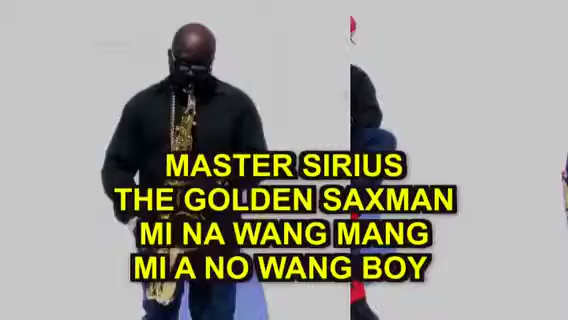 MASTER SIRIUS
THE GOLDEN SAXMAN
MI NA WANG MANG
MI A NO WANG BOY